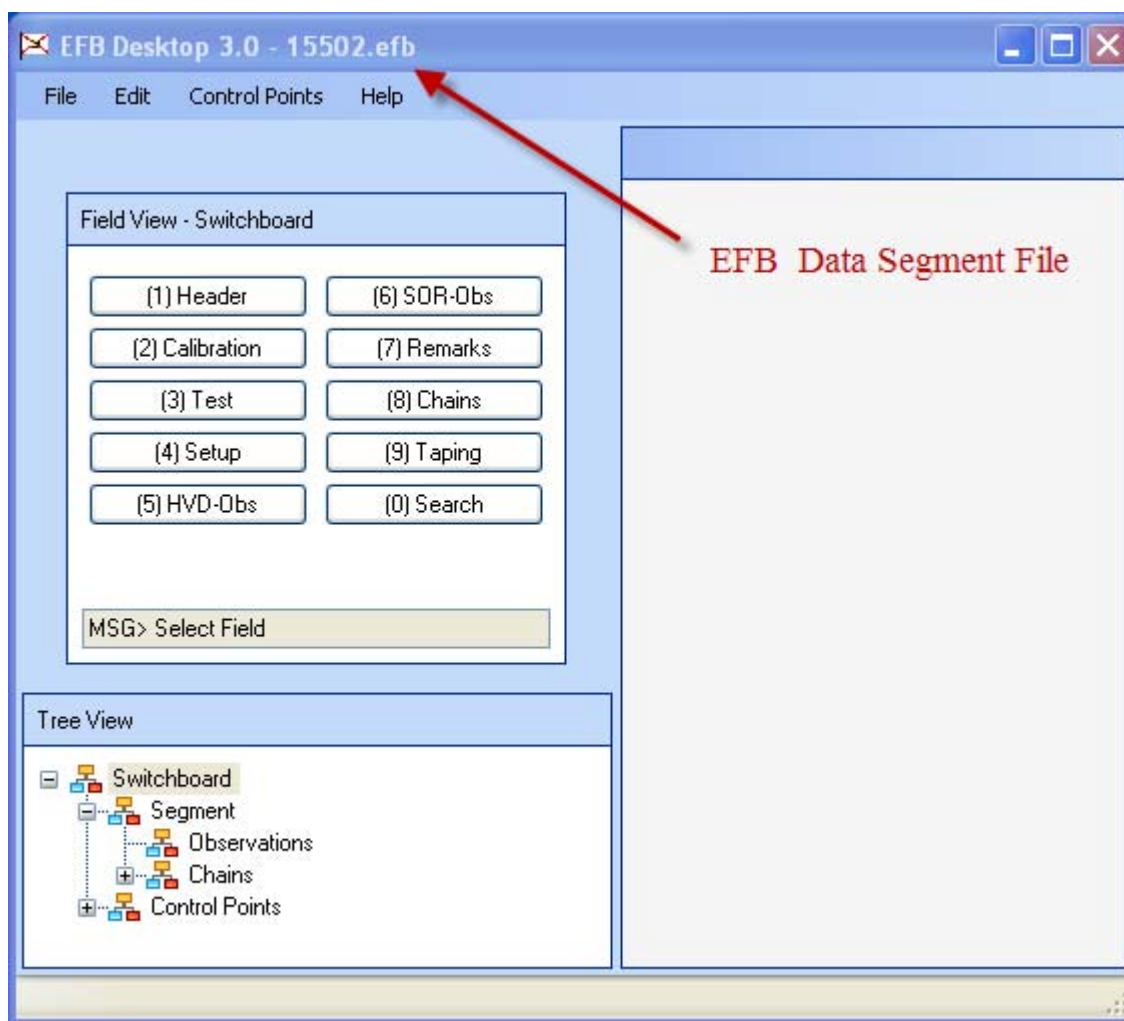 EFB Desktop 3.0 - 15502.efb
File Edit Control Points Help
Field View - Switchboard
(1) Header
(6) SOR-Obs
(2) Calibration
(7) Remarks
(3) Test
(8) Chains
(4) Setup
(9) Taping
(5) HVD-Obs
(0) Search
MSG> Select Field
EFB Data Segment File
Tree View
Switchboard
Segment
Observations
Chains
Control Points